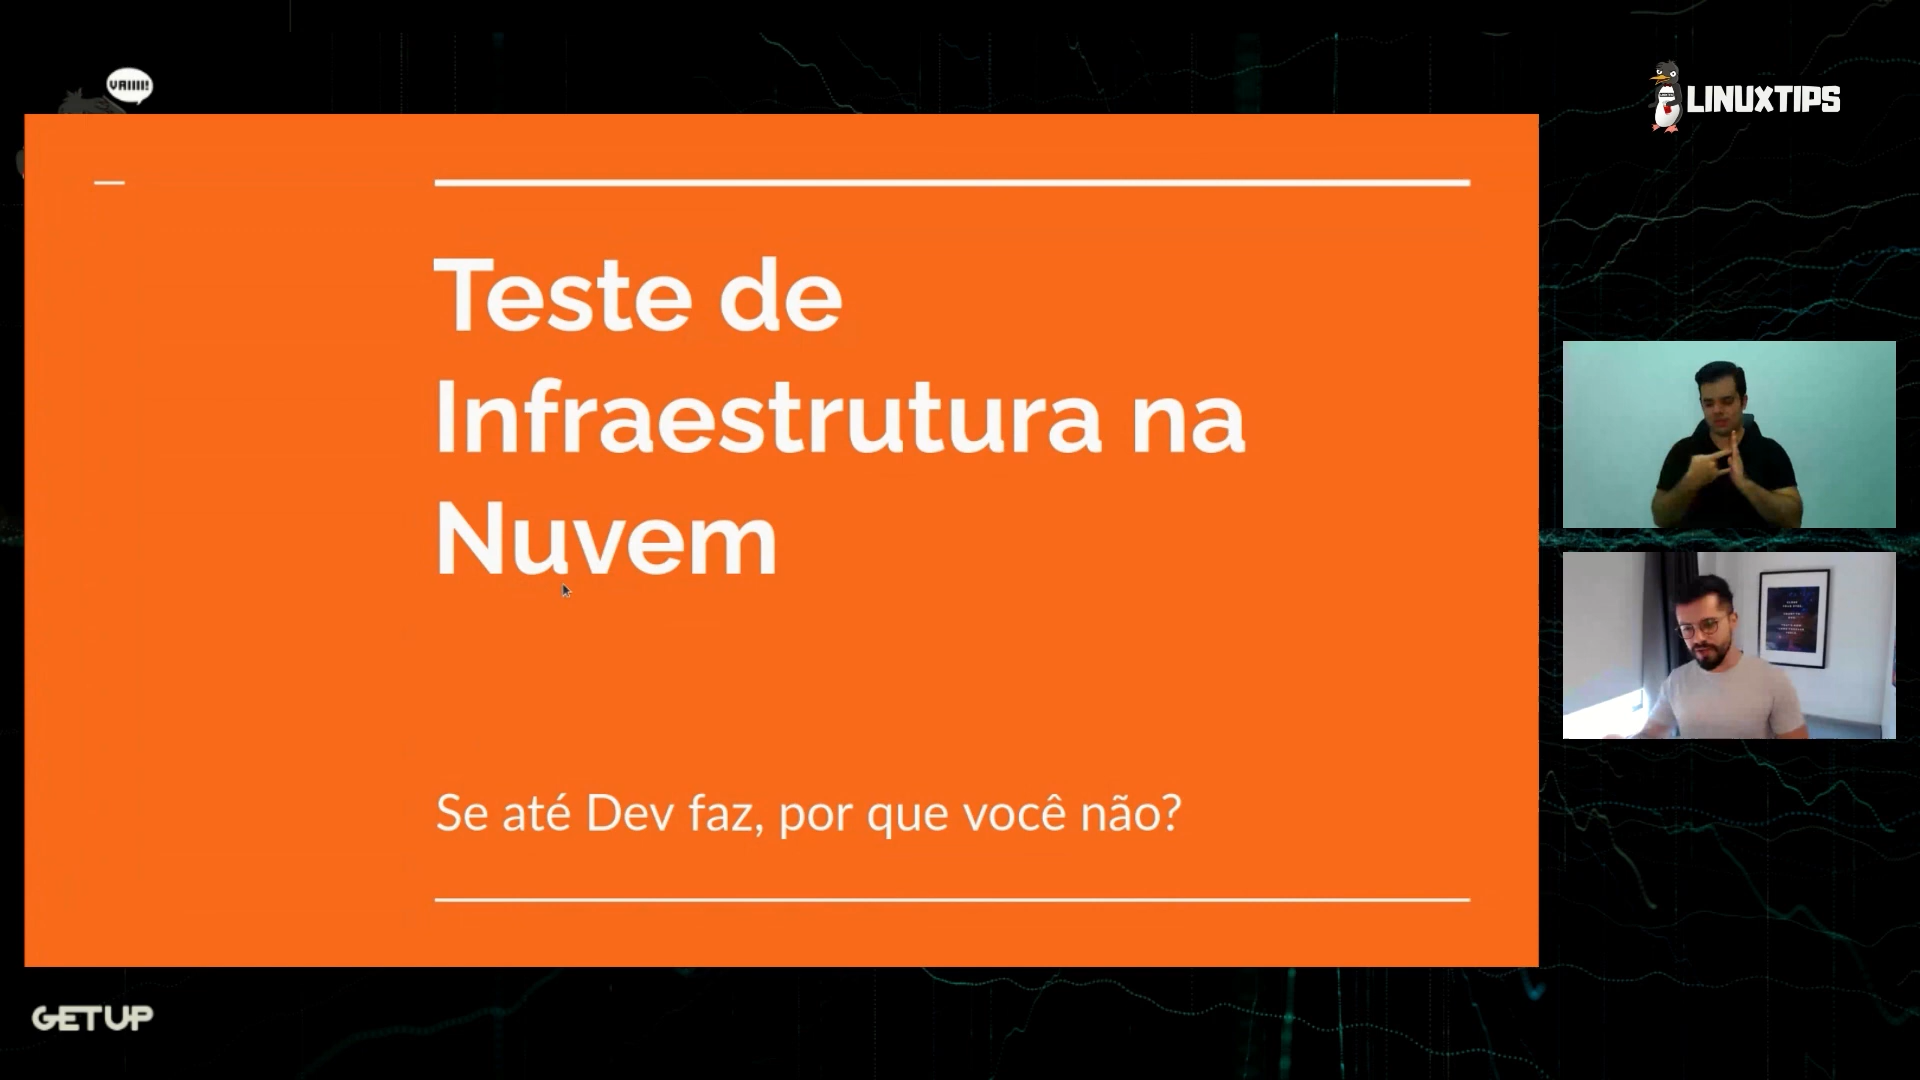 VAIIII!
LINUXTIPS
Teste de
Infraestrutura na
Nuvem
Se até Dev faz, por que você não?
GETUP